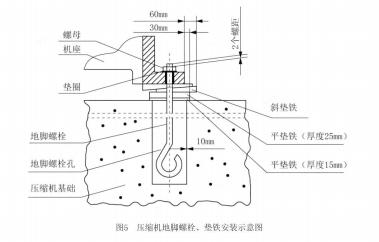 60mm
30mm
2个螺距
螺母
机座
垫圈
斜垫铁
地脚螺栓
平垫铁（厚度25mm）
10mm
地脚螺栓孔
平垫铁（厚度15mm）
压缩机基础
图5 压缩机地脚螺栓、垫铁安装示意图